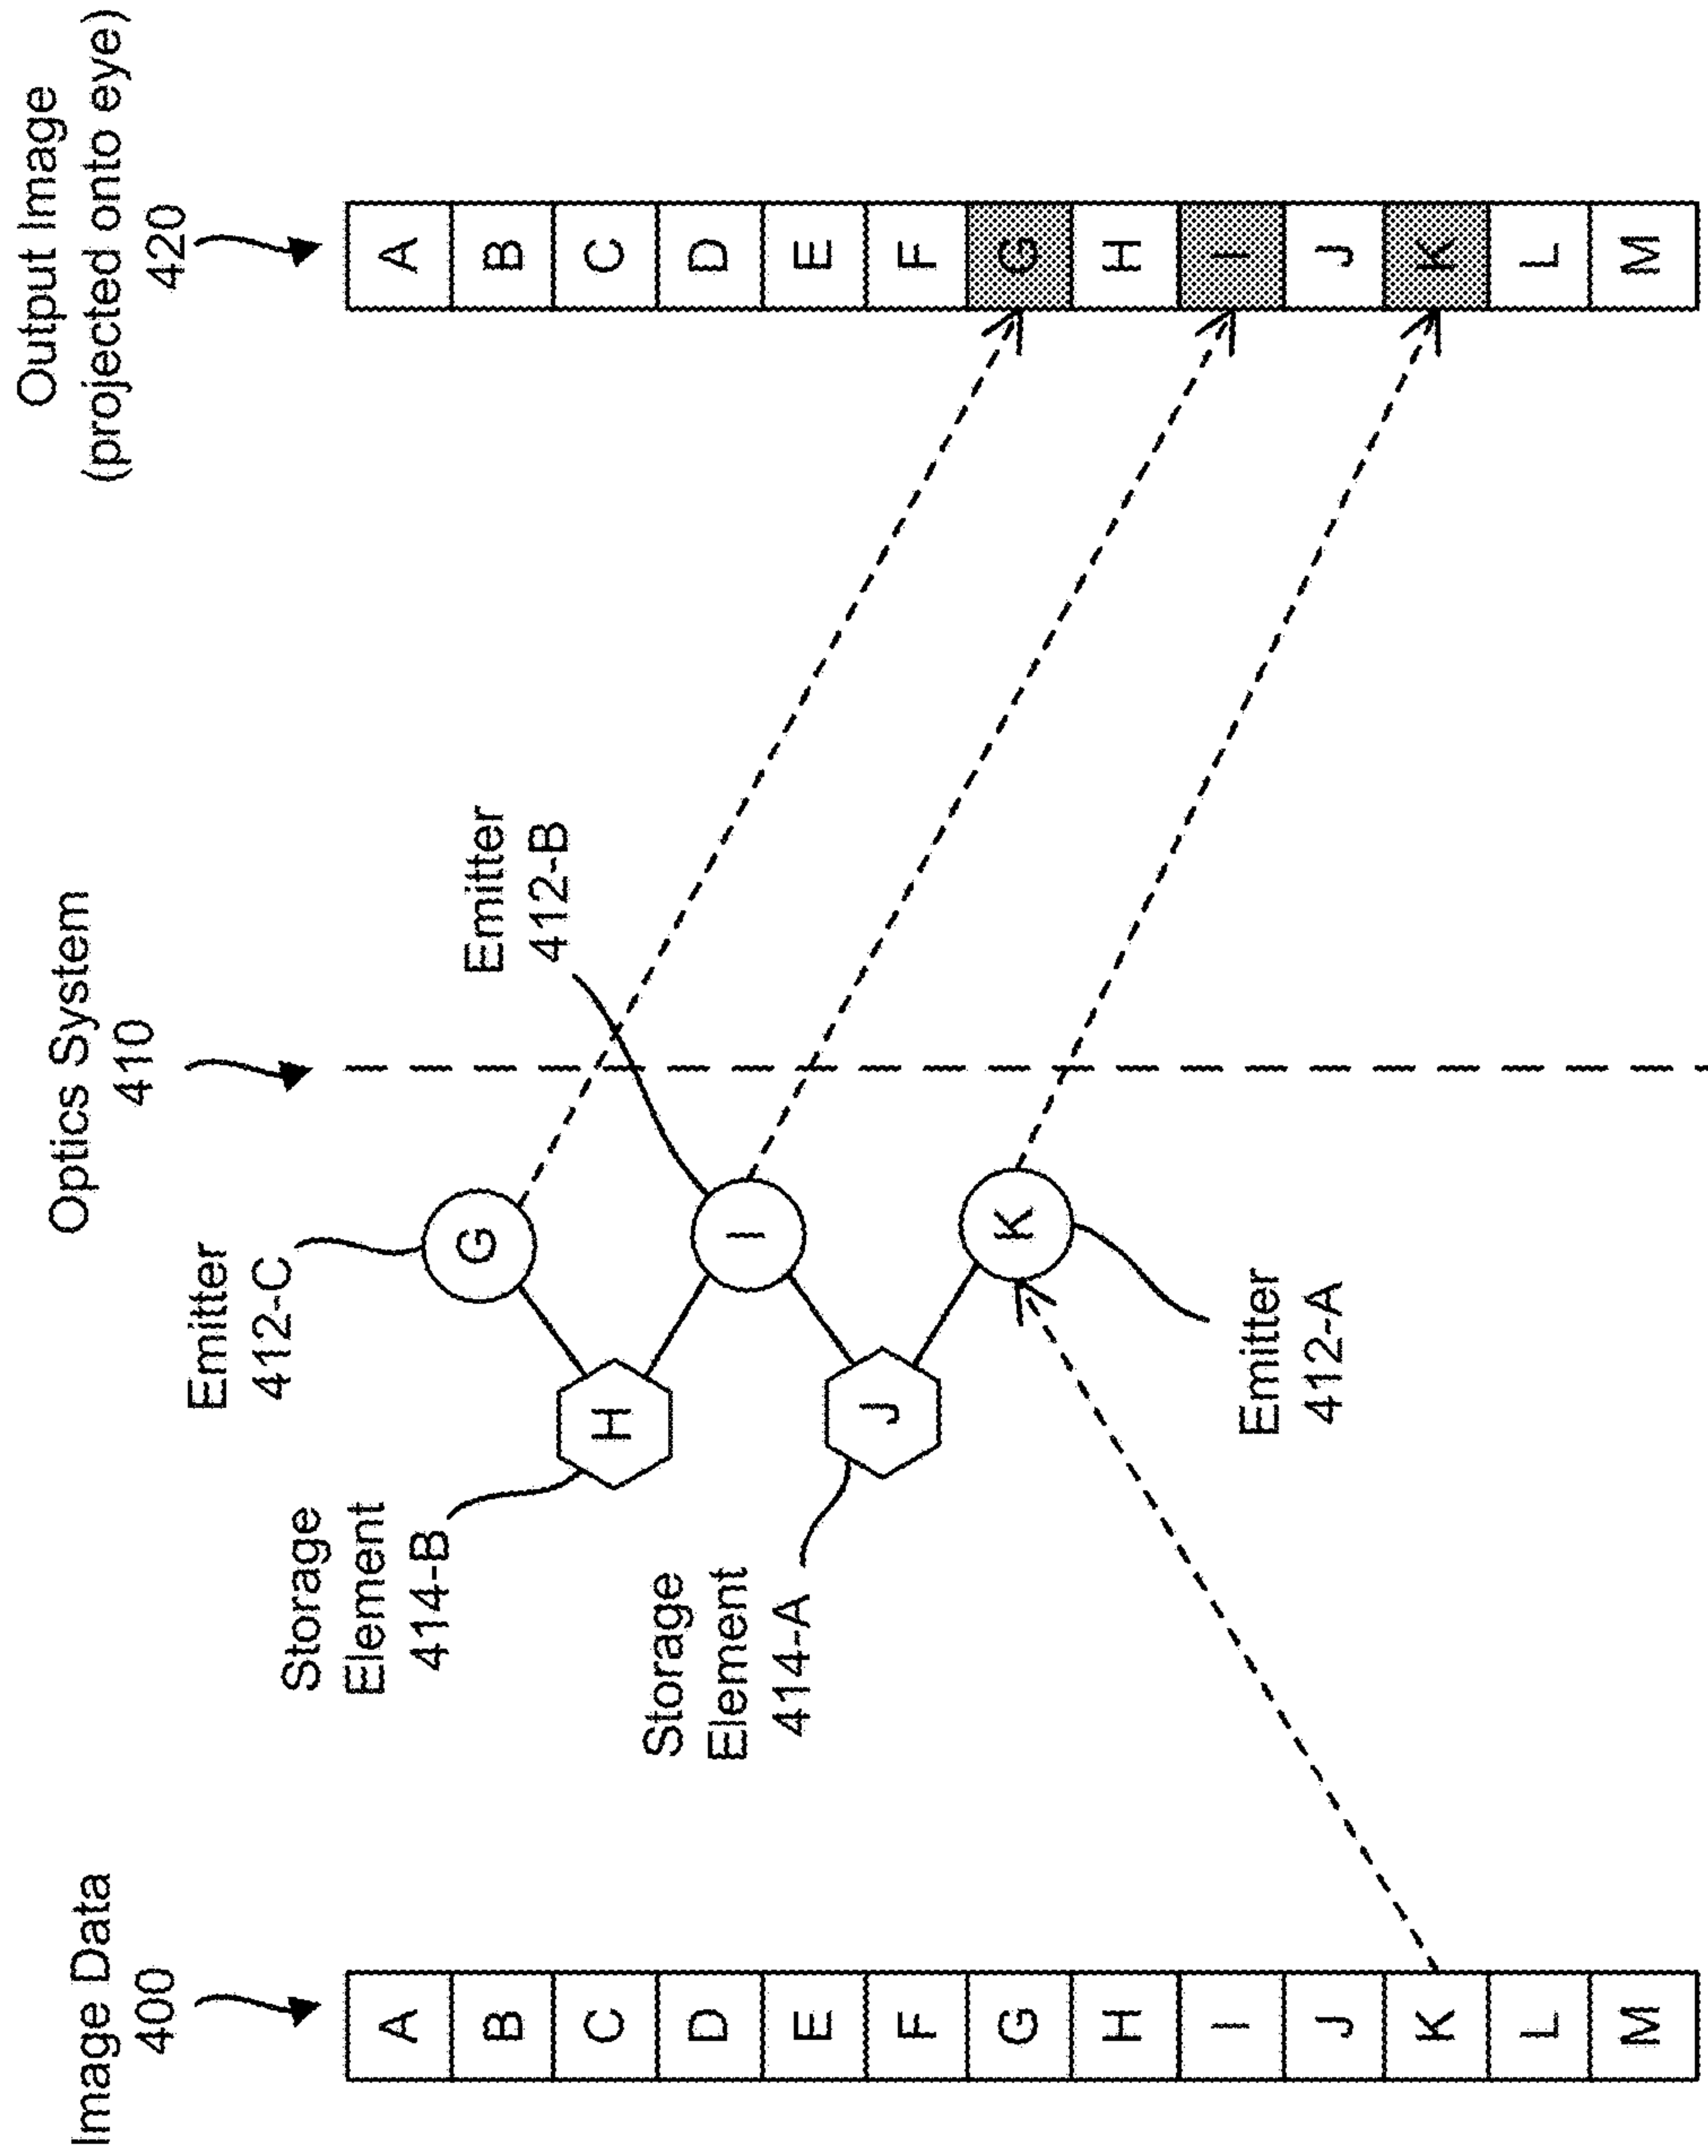 Image Data
400
A
B
C
D
E
F
G
H
I
J
K
L
M
Optics System
410
Emitter
412-C
G
Storage
Element
414-B
H
Emitter
412-B
I
Storage
Element
414-A
J
K
Emitter
412-A
Output Image
(projected onto eye)
420
A
B
C
D
E
F
G
H
I
J
K
L
M